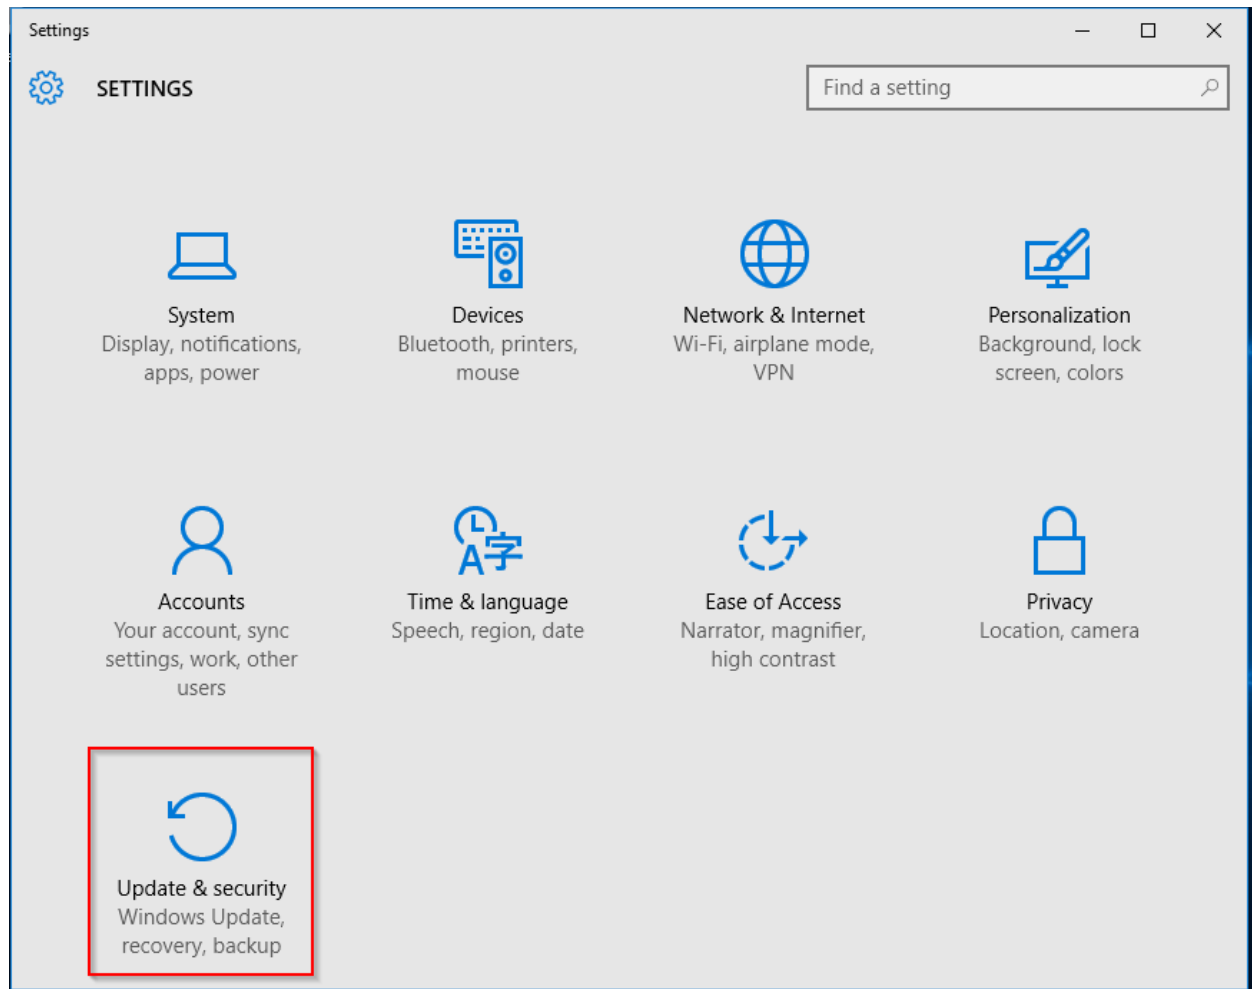 Settings
SETTINGS
Find a setting
System
Display, notifications,
apps, power
Devices
Bluetooth, printers,
mouse
Network & Internet
Wi-Fi, airplane mode,
VPN
Personalization
Background, lock
screen, colors
Accounts
Your account, sync
settings, work, other
users
Time & language
Speech, region, date
Ease of Access
Narrator, magnifier,
high contrast
Privacy
Location, camera
Update & security
Windows Update,
recovery, backup